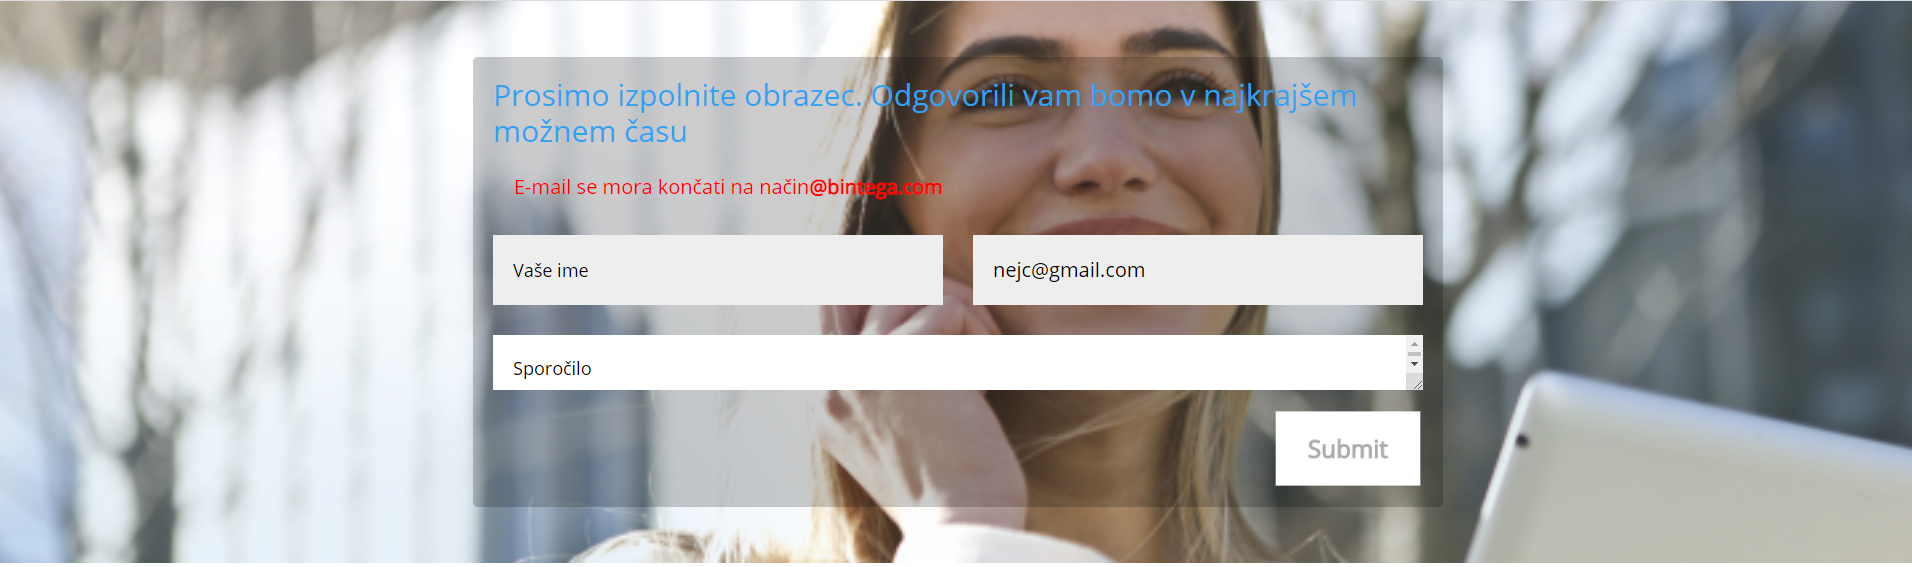 Prosimo izpolnite obrazec. Odgovorili vam bomo v najkrajšem
možnem času
E-mail se mora končati na način@bintega.com
Vaše ime
nejc@gmail.com
Sporočilo
Submit